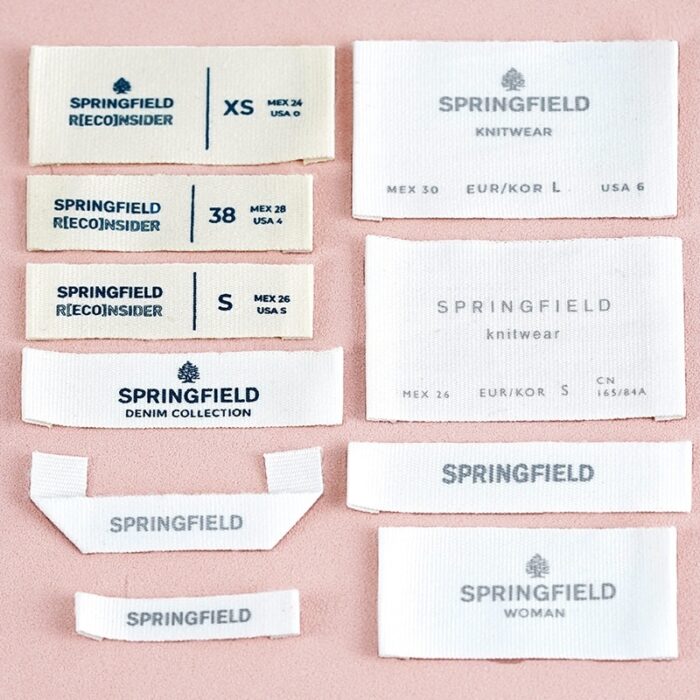 SPRINGFIELD
R[ECO]NSIDER
XS
MEX 24
USA 0
SPRINGFIELD
R[ECO]NSIDER
38
MEX 28
USA 4
SPRINGFIELD
R[ECO]NSIDER
S
MEX 26
USA S
SPRINGFIELD
DENIM COLLECTION
SPRINGFIELD
SPRINGFIELD
SPRINGFIELD
KNITWEAR
MEX 30 EUR/KOR L USA 6
SPRINGFIELD
knitwear
MEX 26 EUR/KOR S CN
165/84A
SPRINGFIELD
SPRINGFIELD
WOMAN